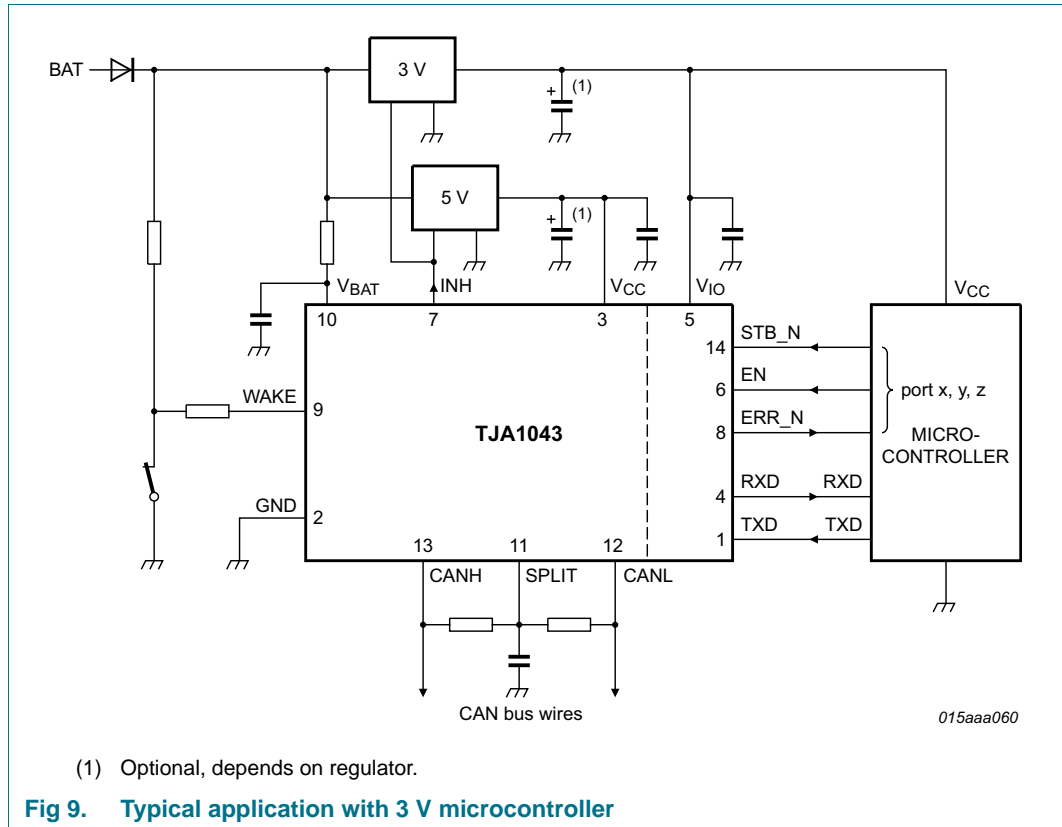 BAT
3 V
+ (1)
5 V
+ (1)
VBAT
INH
VCC
VIO
VCC
10
7
3
5
14
STB_N
6
EN
port x, y, z
WAKE
9
8
ERR_N
TJA1043
MICRO-
CONTROLLER
4
RXD
RXD
GND
2
1
TXD
TXD
13
11
12
CANH
SPLIT
CANL
CAN bus wires
015aaa060
(1) Optional, depends on regulator.
Fig 9. Typical application with 3 V microcontroller